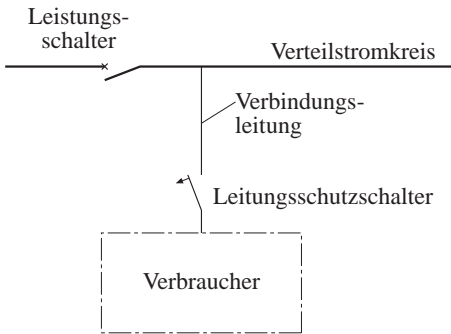 Leistungs-
schalter
Verteilstromkreis
Verbindungs-
leitung
Leitungsschutzschalter
Verbraucher